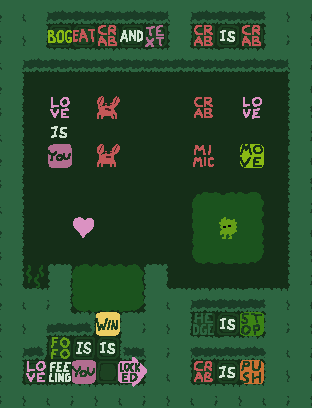 BOG EAT CRAB AND TEXT CRAB IS CRAB
LOVE CRAB LOVE
IS
YOU MIMIC MOVE
WIN HEDGE IS STOP
FOFO IS IS
LOVE FEELING YOU LOCKED CRAB IS PUSH